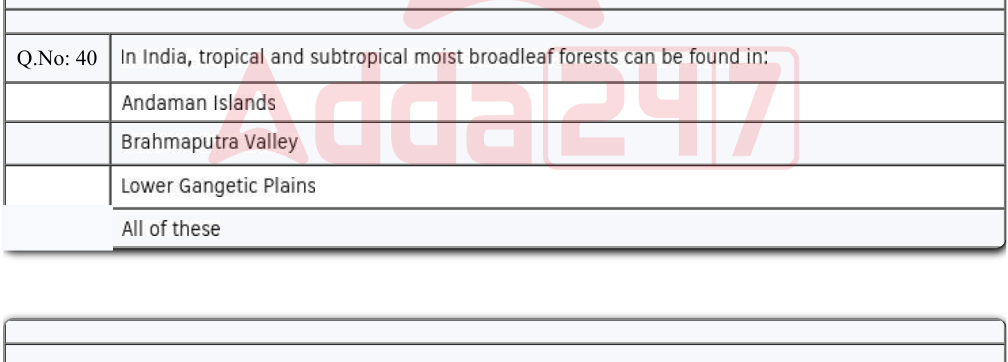 Q.No: 40 In India, tropical and subtropical moist broadleaf forests can be found in:
Andaman Islands
Brahmaputra Valley
Lower Gangetic Plains
All of these
Adda247